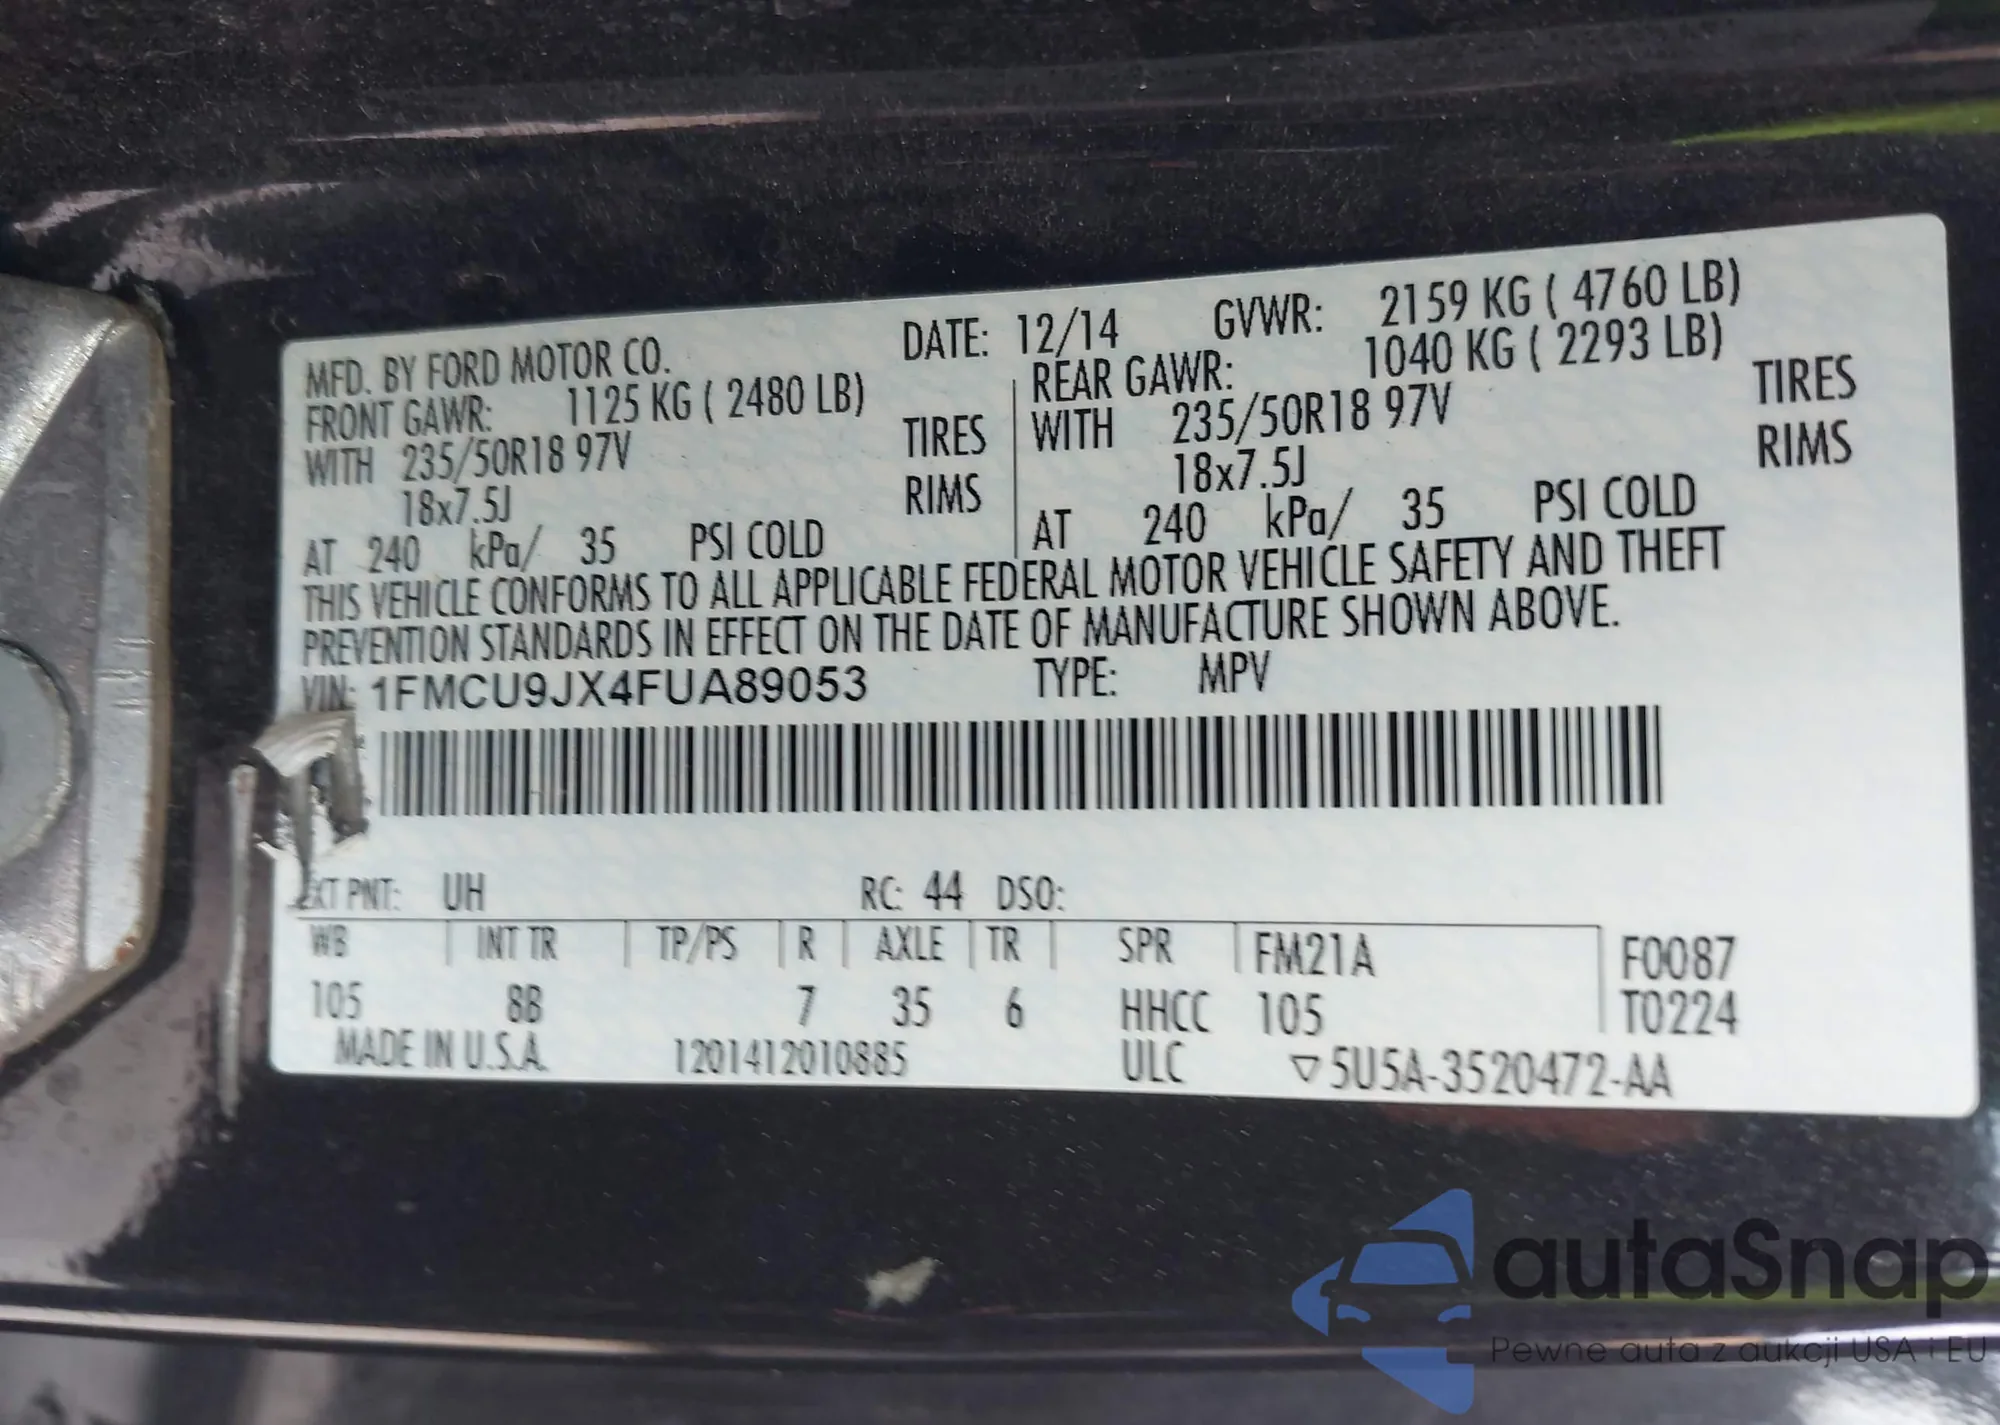 MFD. BY FORD MOTOR CO. DATE: 12/14 GVWR: 2159 KG ( 4760 LB)
FRONT GAWR: 1125 KG ( 2480 LB) REAR GAWR: 1040 KG ( 2293 LB)
WITH 235/50R18 97V TIRES WITH 235/50R18 97V TIRES
18x7.5J RIMS 18x7.5J RIMS
AT 240 kPa/ 35 PSI COLD AT 240 kPa/ 35 PSI COLD
THIS VEHICLE CONFORMS TO ALL APPLICABLE FEDERAL MOTOR VEHICLE SAFETY AND THEFT
PREVENTION STANDARDS IN EFFECT ON THE DATE OF MANUFACTURE SHOWN ABOVE.
VIN: 1FMCU9JX4FUA89053 TYPE: MPV
EXT PNT: UH RC: 44 DSO:
WB INT TR TP/PS R AXLE TR SPR FM21A F0087
105 8B 7 35 6 HHCC 105 T0224
MADE IN U.S.A. 1201412010885 ULC ▽5U5A-3520472-AA
autaSnap
Pewne auta z aukcji USA i EU